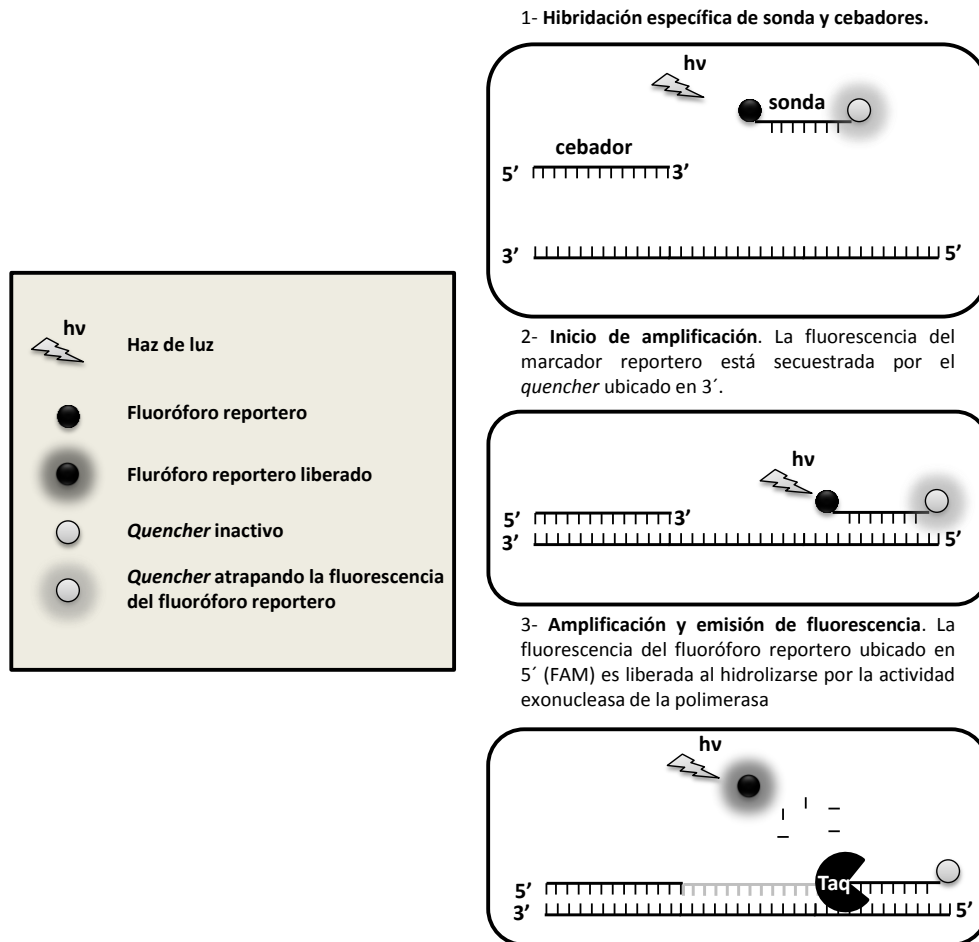 1- Hibridación específica de sonda y cebadores.
hν
sonda
cebador
5’ 3’
3’ 5’
hν
Haz de luz
Fluoróforo reportero
Fluróforo reportero liberado
Quencher inactivo
Quencher atrapando la fluorescencia
del fluoróforo reportero
2- Inicio de amplificación. La fluorescencia del
marcador reportero está secuestrada por el
quencher ubicado en 3´.
hν
5’ 3’
3’ 5’
3- Amplificación y emisión de fluorescencia. La
fluorescencia del fluoróforo reportero ubicado en
5´ (FAM) es liberada al hidrolizarse por la actividad
exonucleasa de la polimerasa
hν
Taq
5’
3’ 5’